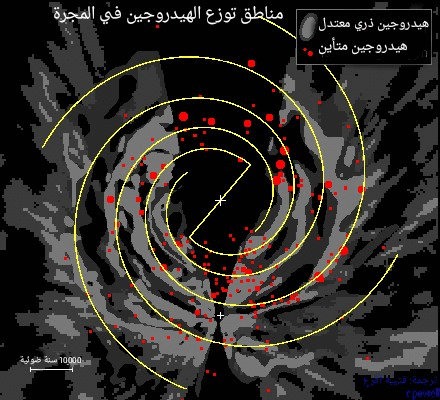 مناطق توزع الهيدروجين في المجرة
هيدروجين ذري معتدل
هيدروجين متأين
10000 سنة ضوئية